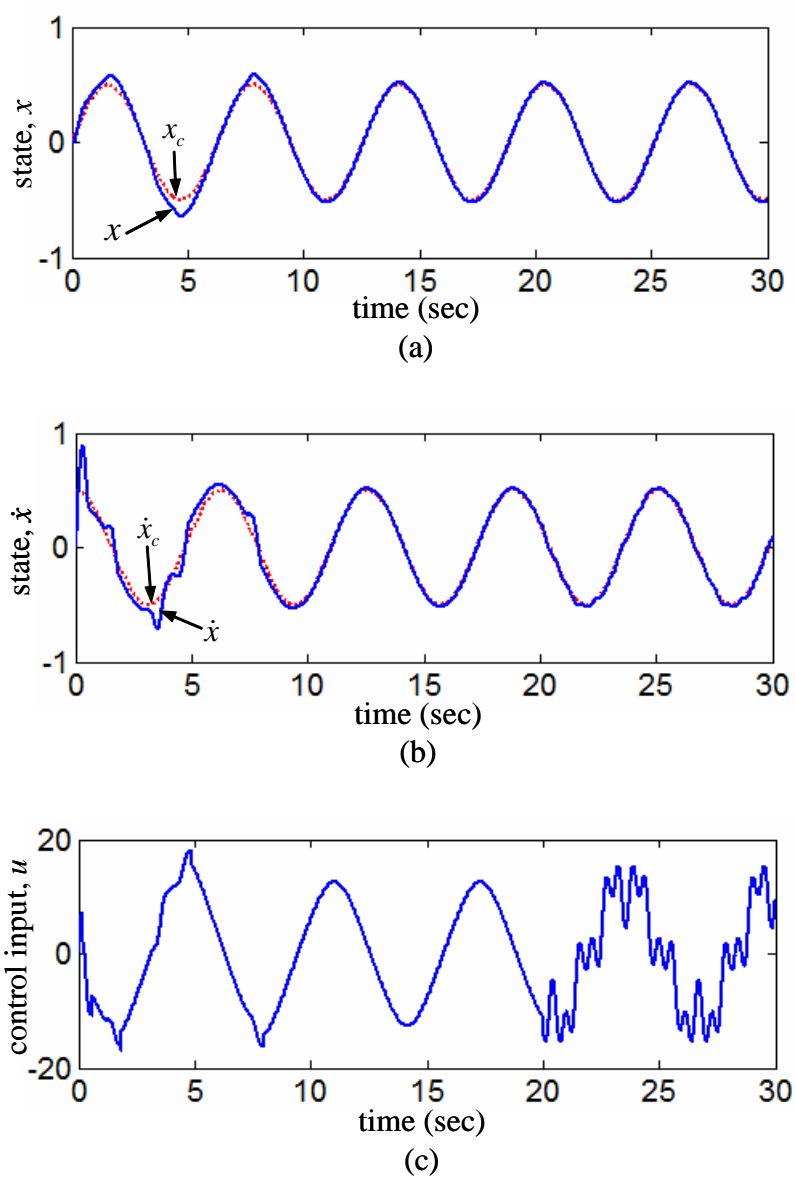 1
state, x
0
x_c
x
-1
0 5 10 15 20 25 30
time (sec)
(a)
1
state, ẋ
0
ẋ_c
ẋ
-1
0 5 10 15 20 25 30
time (sec)
(b)
20
control input, u
0
-20
0 5 10 15 20 25 30
time (sec)
(c)